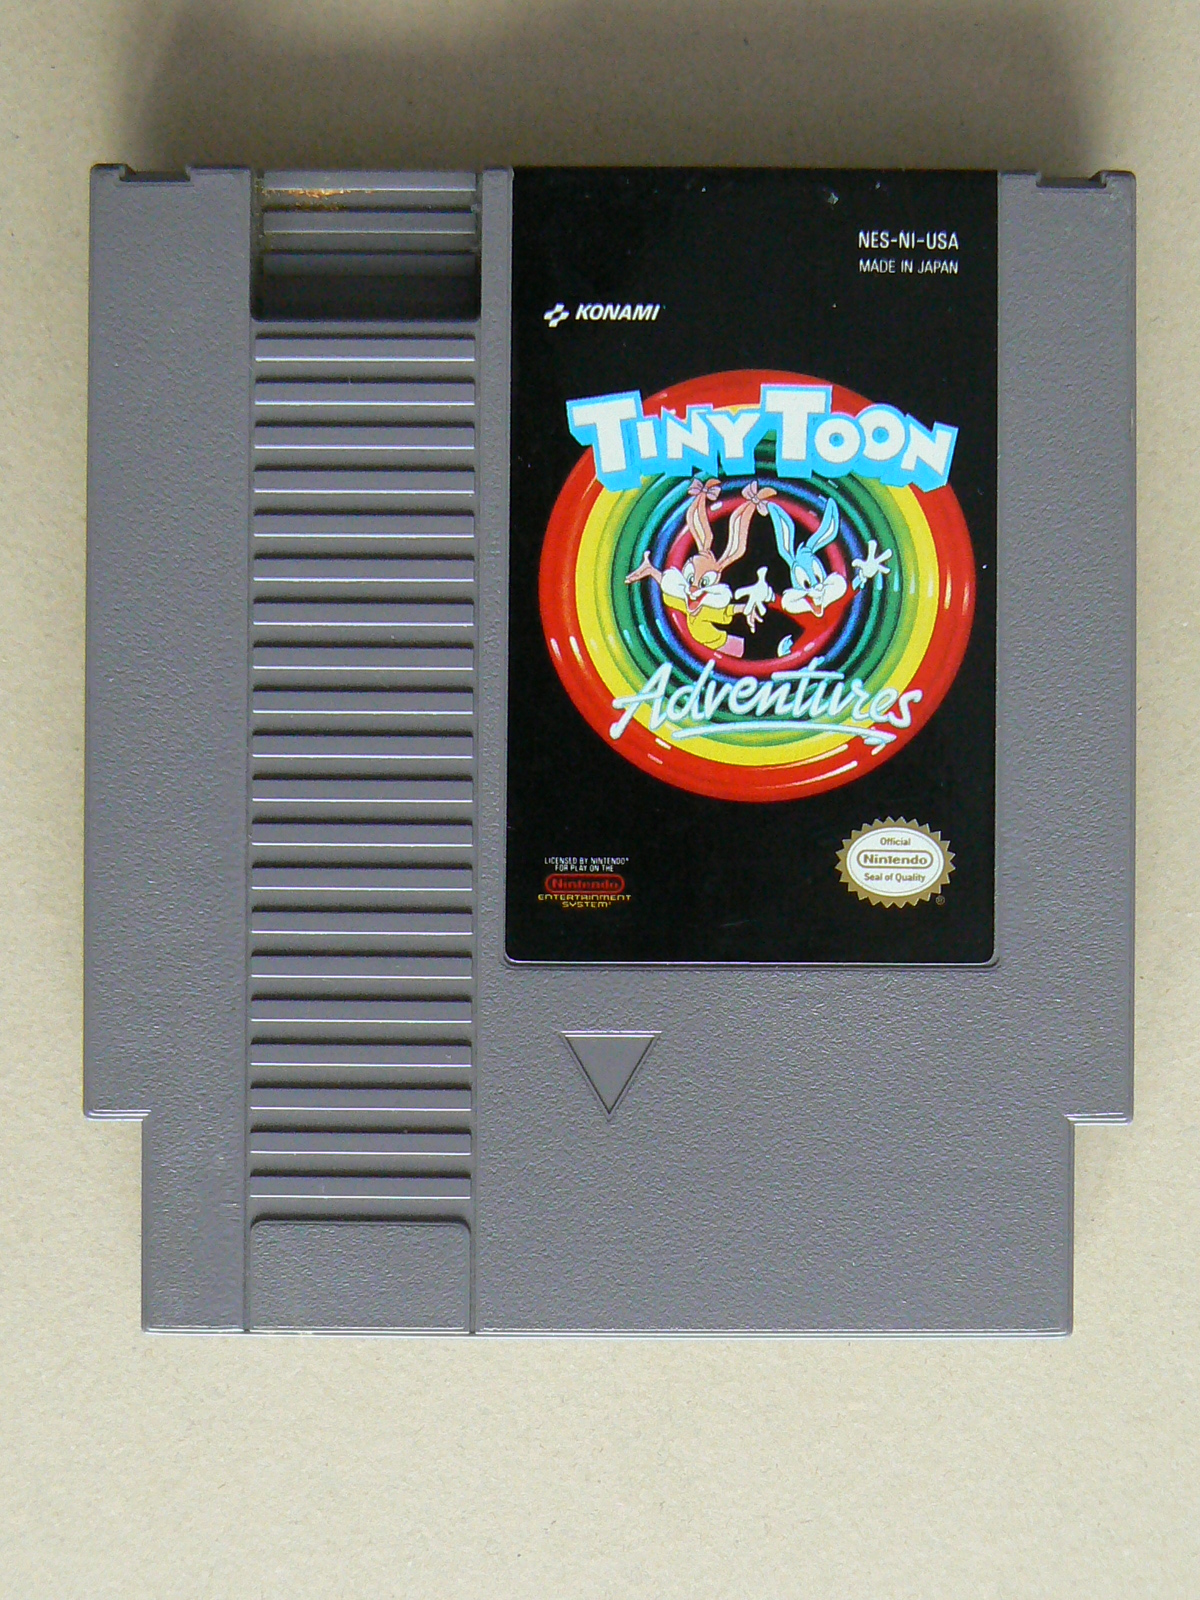 NES-NI-USA
MADE IN JAPAN
KONAMI
TINY TOON
Adventures
LICENSED BY NINTENDO®
FOR PLAY ON THE
Nintendo
ENTERTAINMENT
SYSTEM®
Official
Nintendo
Seal of Quality
®